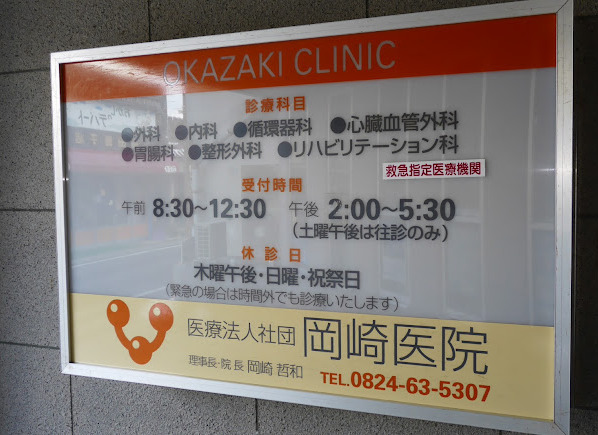 OKAZAKI CLINIC
診療科目
●外科 ●内科 ●循環器科 ●心臓血管外科
●胃腸科 ●整形外科 ●リハビリテーション科
救急指定医療機関
受付時間
午前 8:30~12:30 午後 2:00~5:30
(土曜午後は往診のみ)
休診日
木曜午後・日曜・祝祭日
(緊急の場合は時間外でも診療いたします)
医療法人社団 岡崎医院
理事長・院長 岡崎 哲和
TEL.0824-63-5307